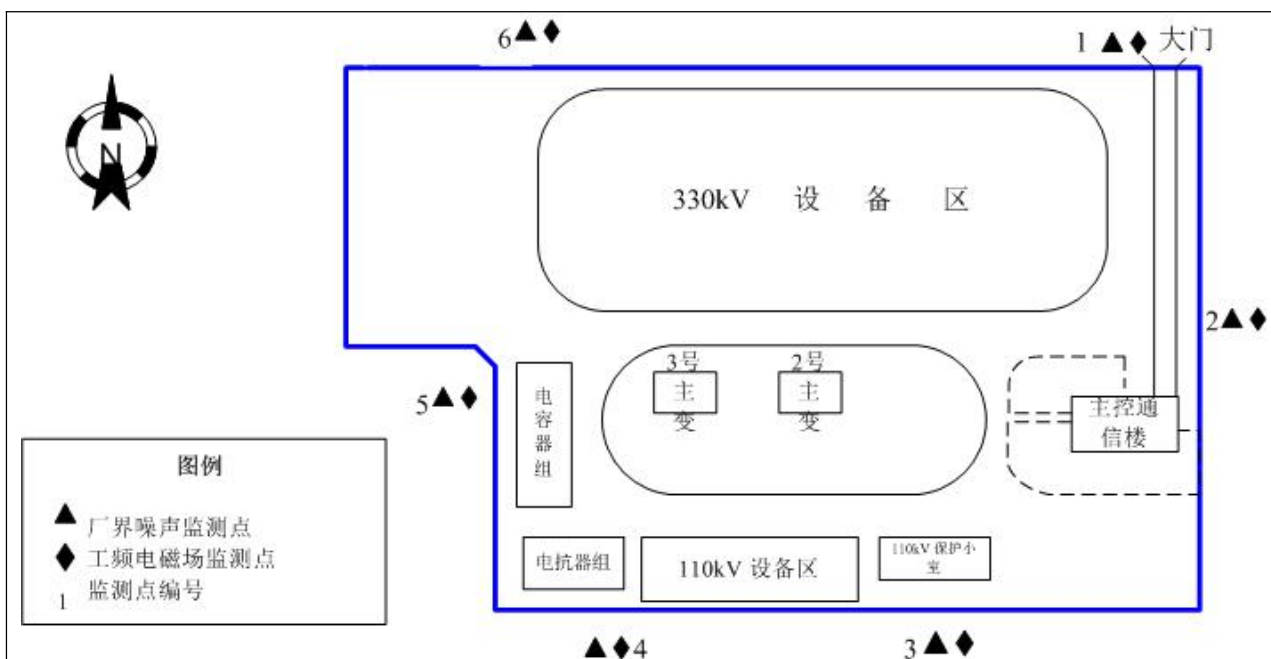 6▲◆
1 ▲◆ 大门
N
330kV 设 备 区
2▲◆
3号
主
变
2号
主
变
5▲◆
电
容
器
组
主控通
信楼
图例
▲ 厂界噪声监测点
◆ 工频电磁场监测点
1 监测点编号
电抗器组
110kV 设备区
110kV 保护小
室
▲◆4
3▲◆